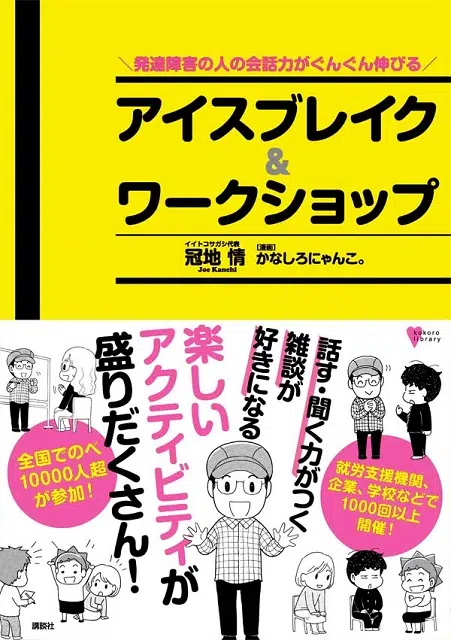 ＼発達障害の人の会話力がぐんぐん伸びる／
アイスブレイク
&
ワークショップ
イイトコサガシ代表
冠地 情
Joe Kanchi
【漫画】
かなしろにゃんこ。
kokoro
library
話す・聞く力がつく
雑談が
好きになる
楽しい
アクティビティが
盛りだくさん!
全国でのべ
10000人超
が参加!
就労支援機関、
企業、学校などで
1000回以上
開催!
講談社